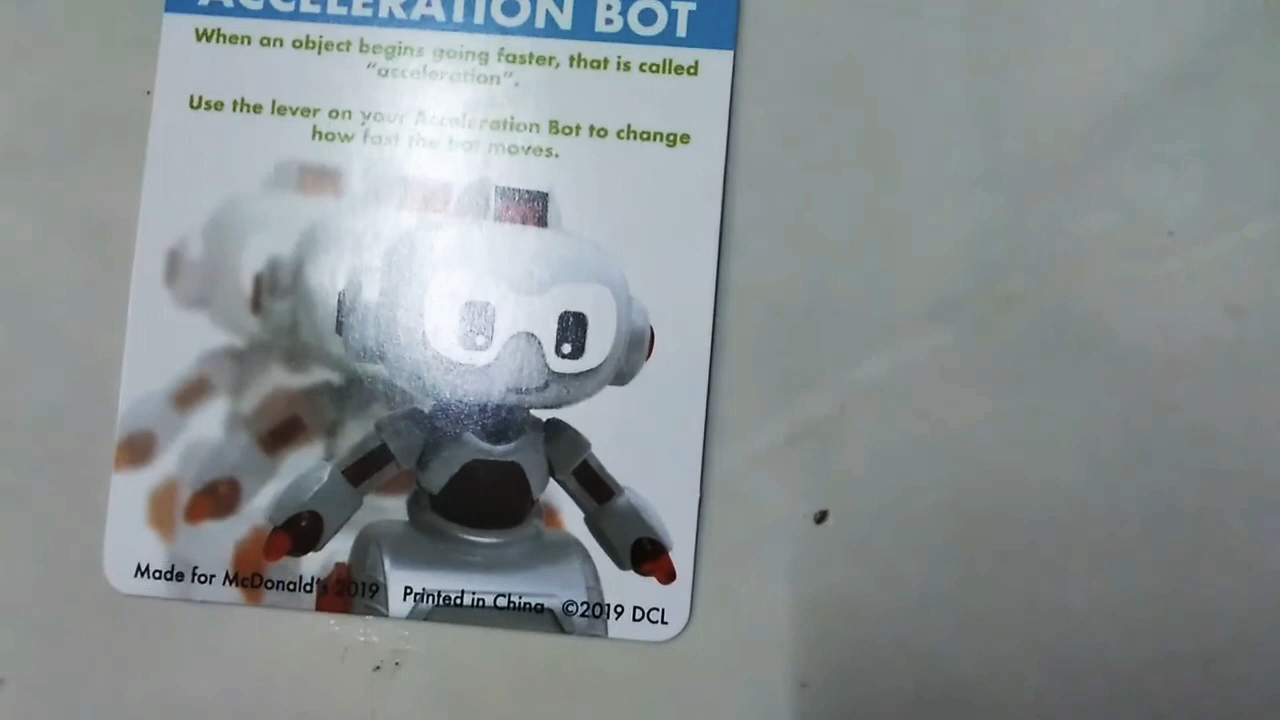 ACCELERATION BOT
When an object begins going faster, that is called
"acceleration".
Use the lever on your Acceleration Bot to change
how fast the bot moves.
Made for McDonald's 2019 Printed in China ©2019 DCL